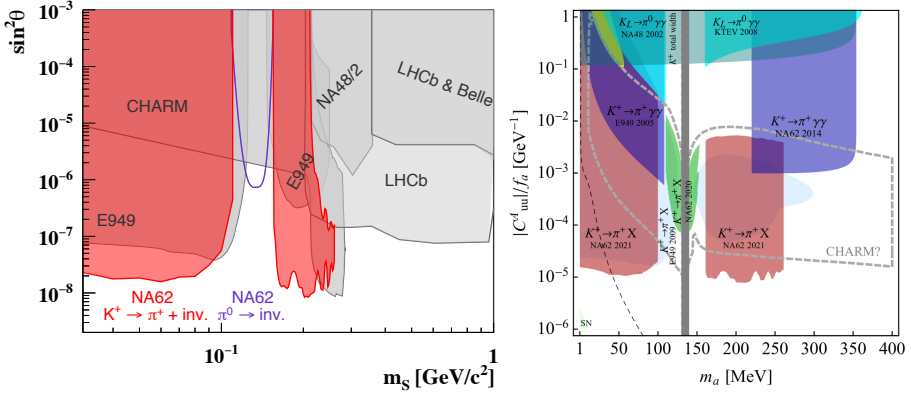 sin²θ
10⁻³
10⁻⁴
10⁻⁵
10⁻⁶
10⁻⁷
10⁻⁸
CHARM
NA48/2
LHCb & Belle
E949
LHCb
E949
NA62
K⁺ → π⁺ + inv.
NA62
π⁰ → inv.
10⁻¹
1
m_S [GeV/c²]
|C^A_uu|/f_a [GeV⁻¹]
1
10⁻¹
10⁻²
10⁻³
10⁻⁴
10⁻⁵
10⁻⁶
K_L→π⁰γγ
NA48 2002
K⁺ total width
K_L→π⁰γγ
KTEV 2008
K⁺→π⁺γγ
E949 2005
K⁺→π⁺γγ
NA62 2014
K⁺→π⁺X
NA62 2021
K⁺→π⁺X
E949 2009
K⁺→π⁺X
NA62 2020
K⁺→π⁺X
NA62 2021
CHARM?
SN
1
50
100
150
200
250
300
350
400
m_a [MeV]